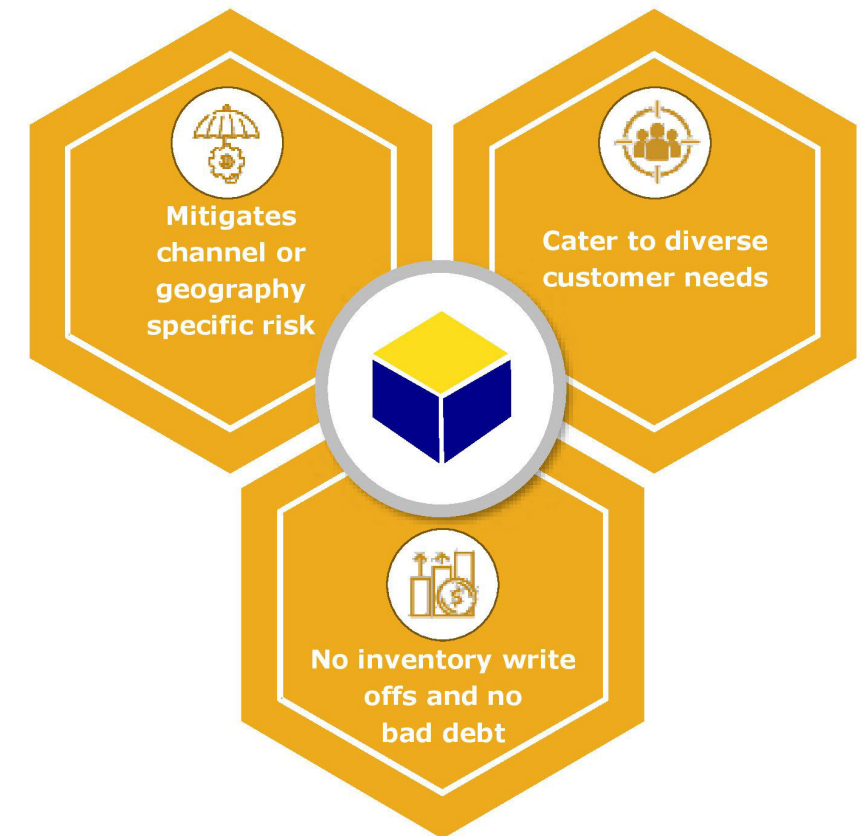 Mitigates
channel or
geography
specific risk
Cater to diverse
customer needs
No inventory write
offs and no
bad debt